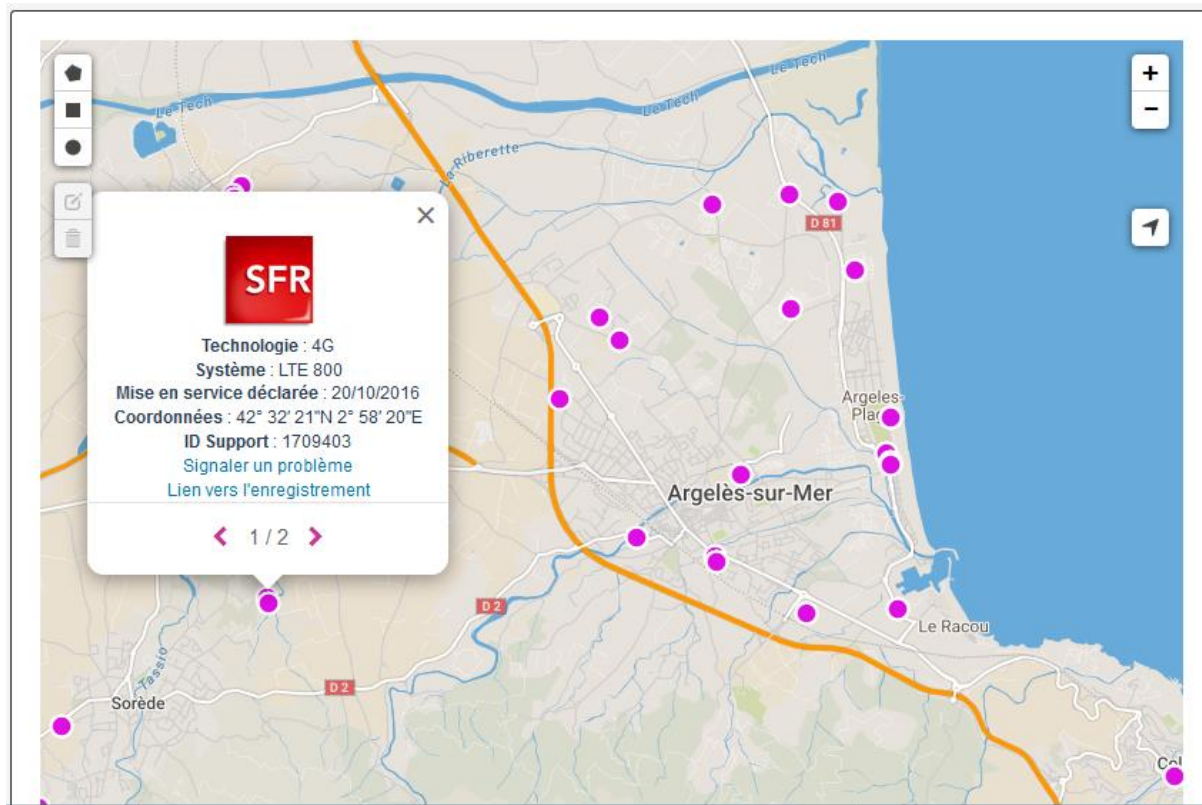 +
−
Le Tech
Le Tech
Le Tech
La Riberette
D 81
×
SFR
Technologie : 4G
Système : LTE 800
Mise en service déclarée : 20/10/2016
Coordonnées : 42° 32' 21"N 2° 58' 20"E
ID Support : 1709403
Signaler un problème
Lien vers l'enregistrement
1 / 2
Argeles-
Argelès-sur-Mer
D 2
Le Racou
D 2
Tassio
Sorède